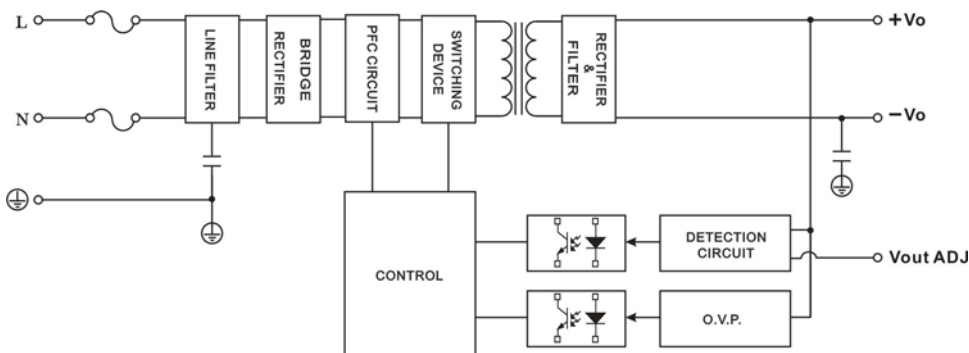 L
N
LINE FILTER
BRIDGE
RECTIFIER
PFC CIRCUIT
SWITCHING
DEVICE
RECTIFIER
&
FILTER
+Vo
−Vo
CONTROL
DETECTION
CIRCUIT
Vout ADJ
O.V.P.